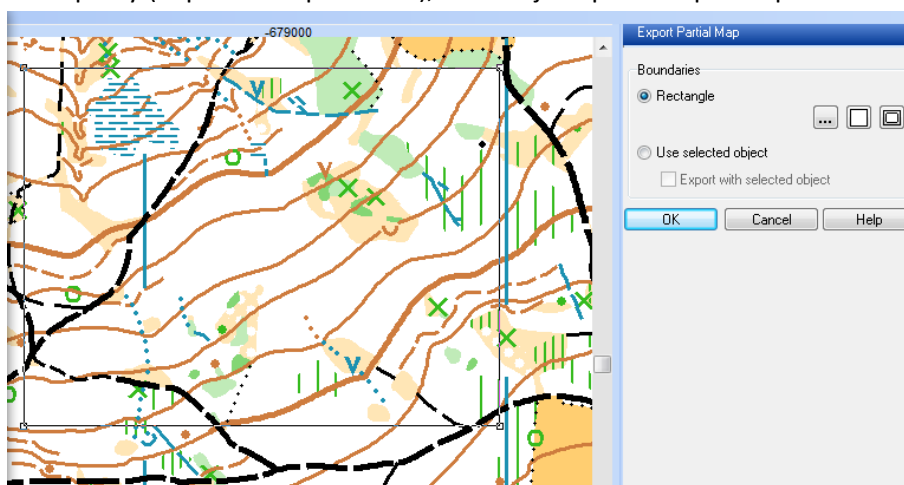 -679000
Export Partial Map
Boundaries
Rectangle
...
Use selected object
Export with selected object
OK
Cancel
Help